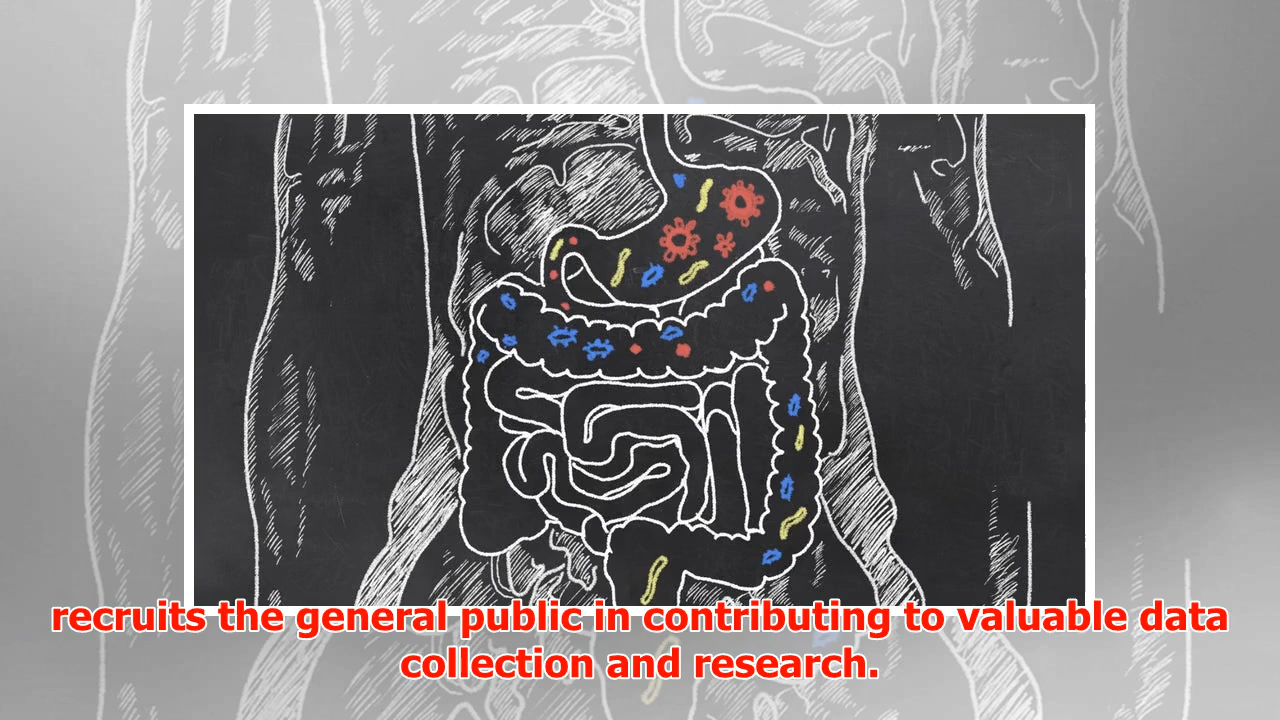 recruits the general public in contributing to valuable data
collection and research.